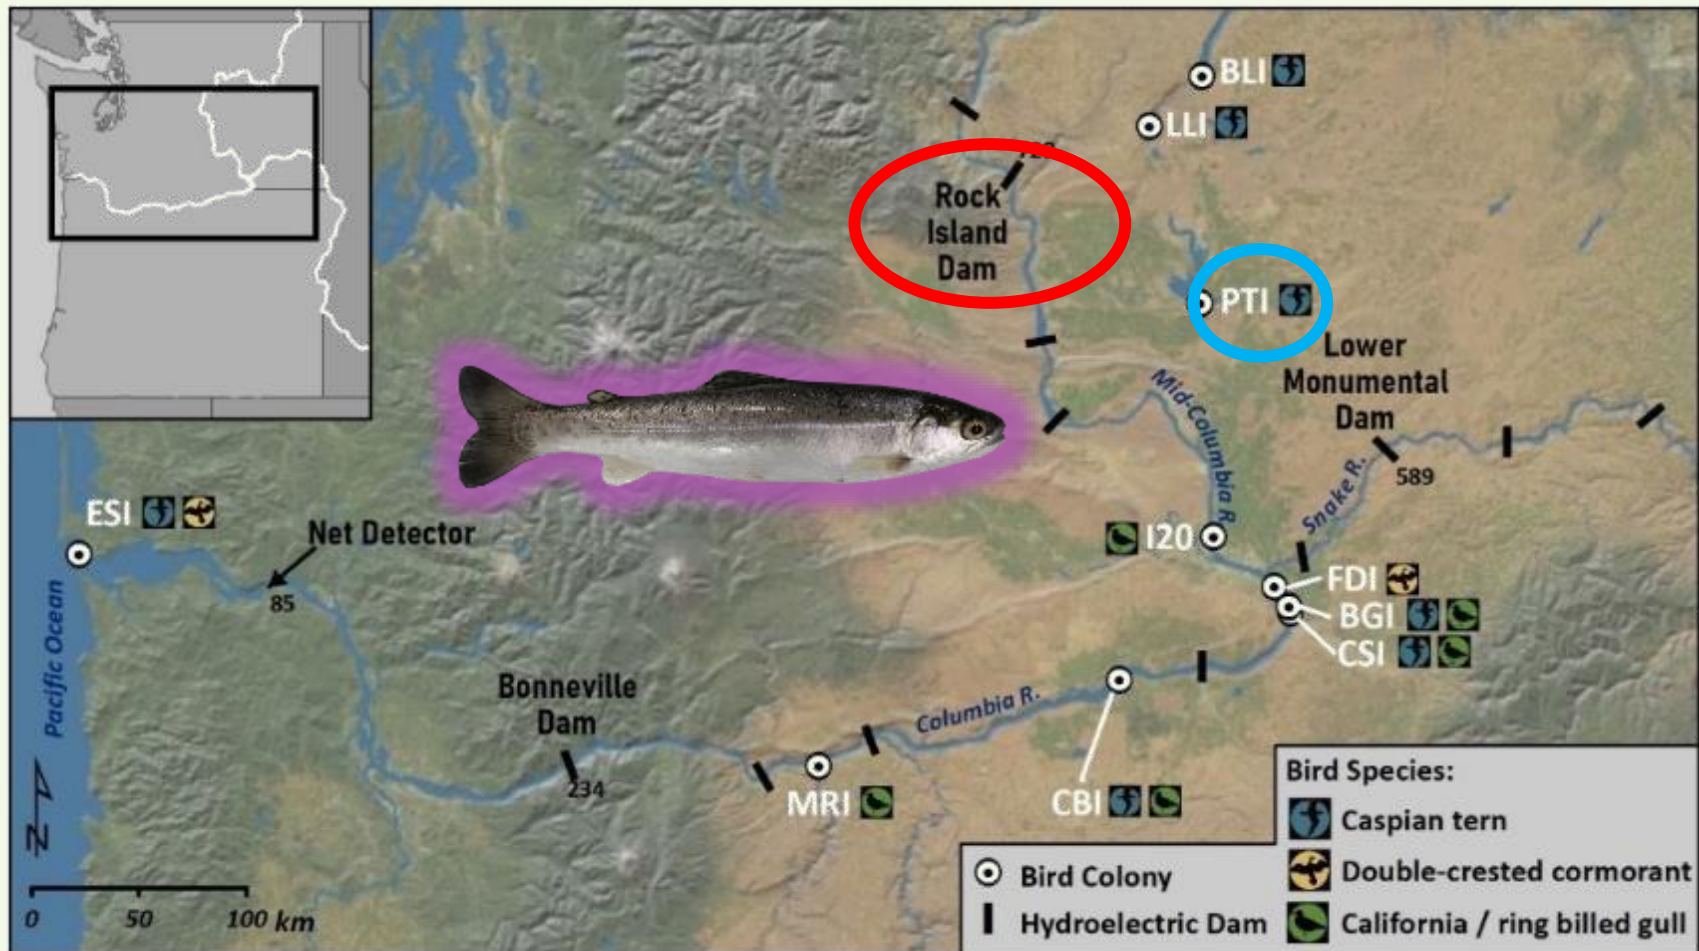 BLI
LLI
729
Rock
Island
Dam
PTI
Lower
Monumental
Dam
Mid-Columbia R.
589
Snake R.
ESI
Net Detector
85
I20
FDI
BGI
CSI
Pacific Ocean
Bonneville
Dam
234
Columbia R.
MRI
CBI
N
0 50 100 km
Bird Colony
Hydroelectric Dam
Bird Species:
Caspian tern
Double-crested cormorant
California / ring billed gull